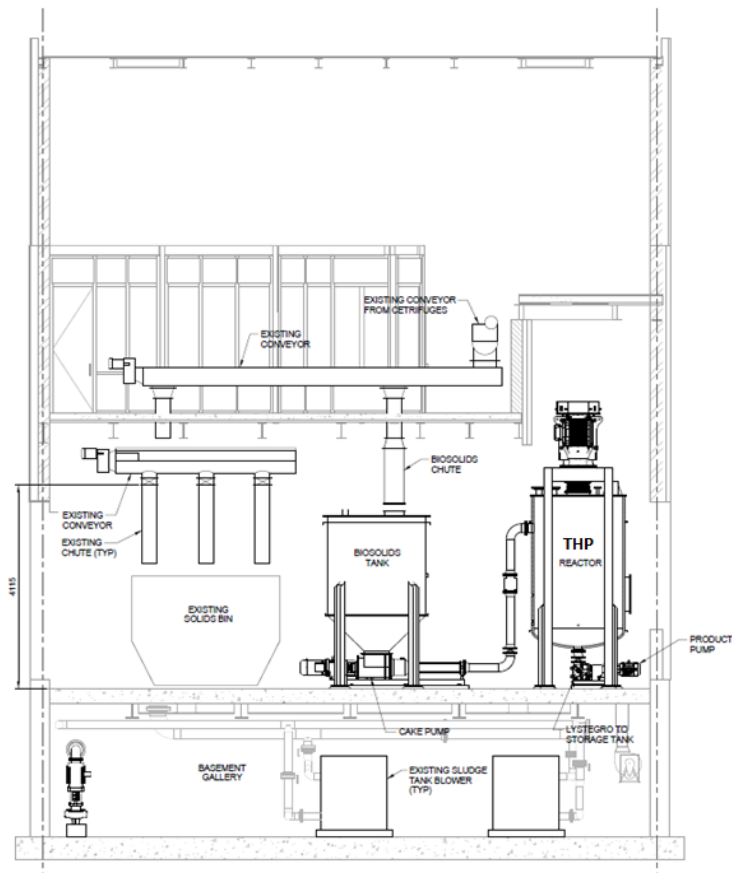 EXISTING CONVEYOR
FROM CETRIFUGES
EXISTING
CONVEYOR
BIOSOLIDS
CHUTE
EXISTING
CONVEYOR
EXISTING
CHUTE (TYP)
4115
BIOSOLIDS
TANK
THP
REACTOR
EXISTING
SOLIDS BIN
PRODUCT
PUMP
CAKE PUMP
LYSTEGRO TO
STORAGE TANK
BASEMENT
GALLERY
EXISTING SLUDGE
TANK BLOWER
(TYP)